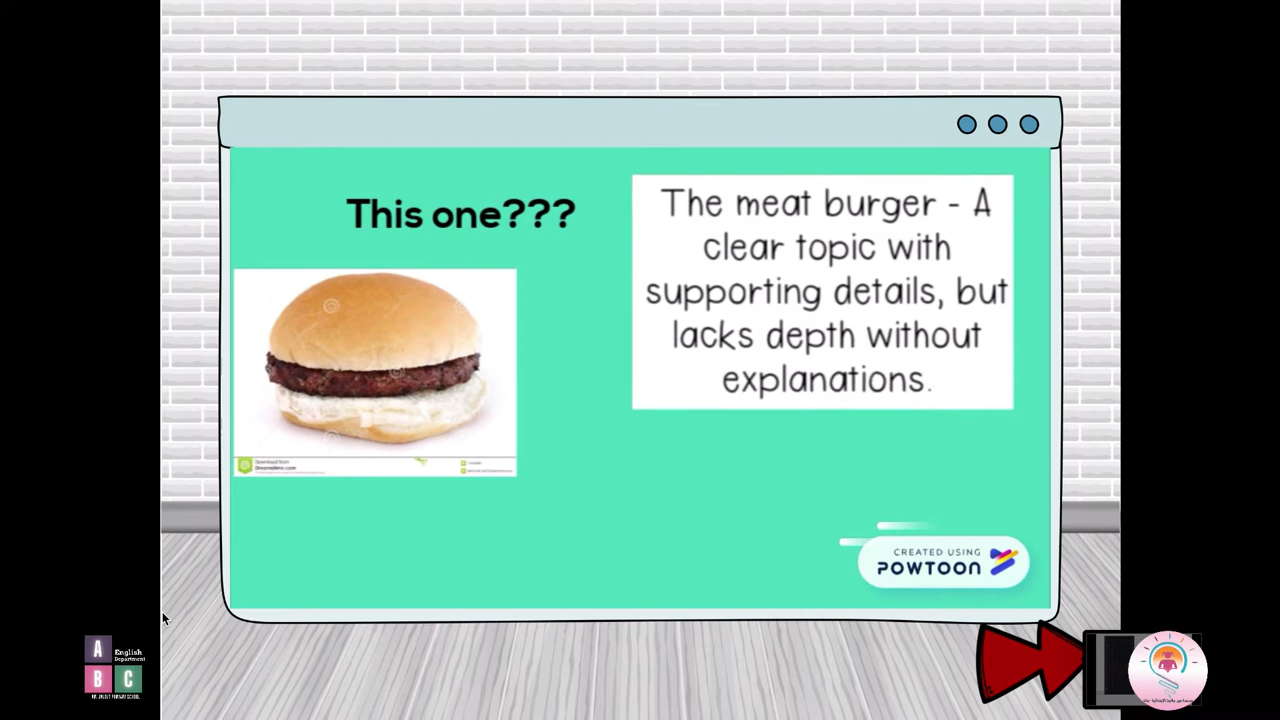 This one???
The meat burger - A
clear topic with
supporting details, but
lacks depth without
explanations.
CREATED USING
POWTOON
A
English
Department
B C